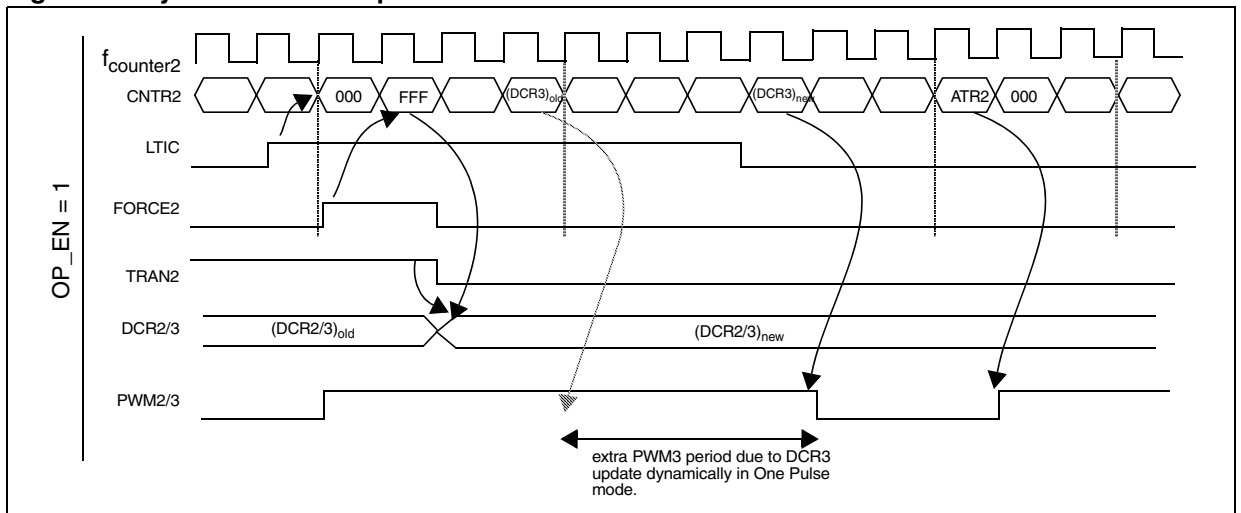 f counter2
CNTR2 000 FFF (DCR3)old (DCR3)new ATR2 000
LTIC
OP_EN = 1
FORCE2
TRAN2
DCR2/3 (DCR2/3)old (DCR2/3)new
PWM2/3
extra PWM3 period due to DCR3
update dynamically in One Pulse
mode.